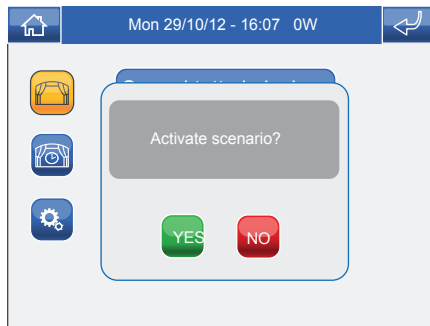 Mon 29/10/12 - 16:07 0W
Activate scenario?
YES NO